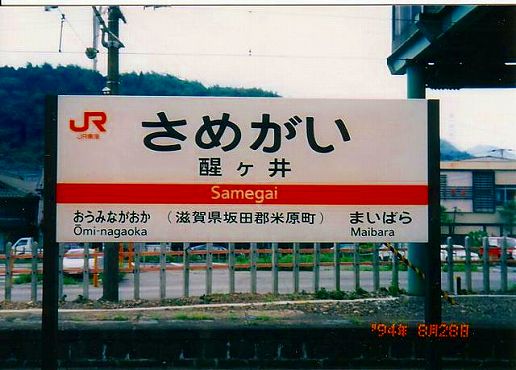 JR
JR東海
さめがい
醒ヶ井
Samegai
おうみながおか (滋賀県坂田郡米原町) まいばら
Ōmi-nagaoka Maibara
'94年 8月28日